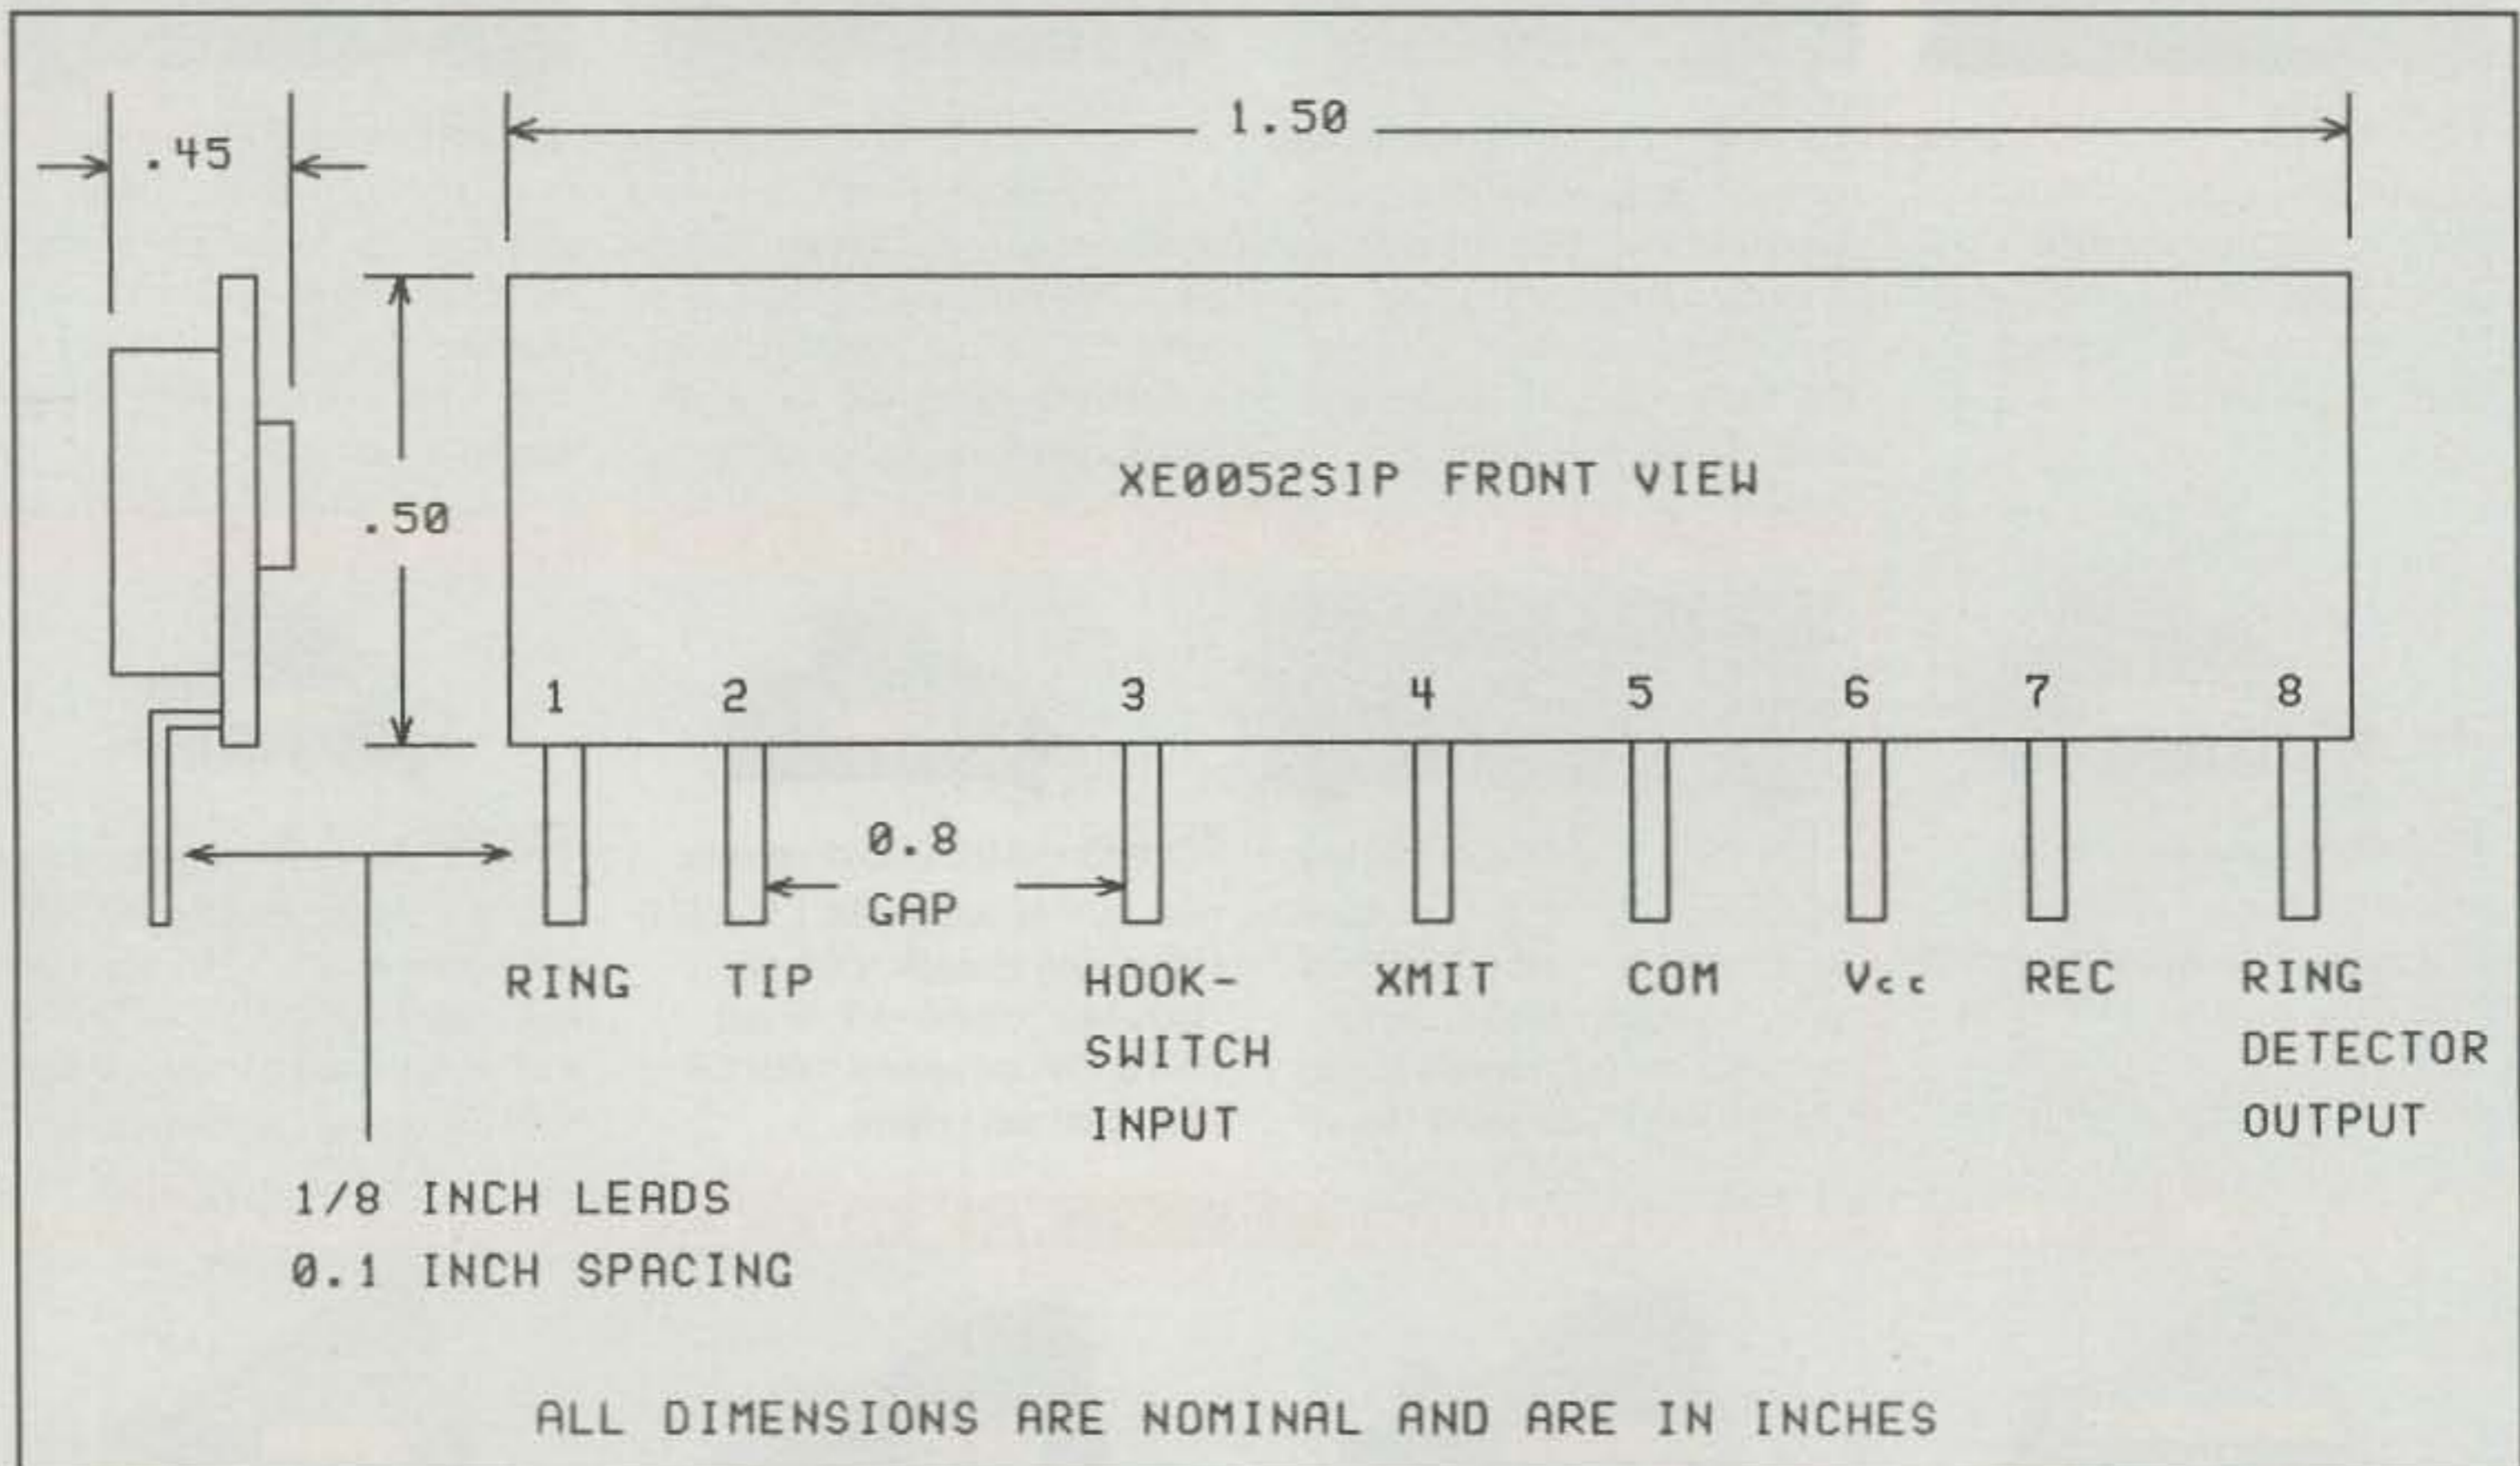 1.50
.45
.50
XE0052SIP FRONT VIEW
1 2 3 4 5 6 7 8
0.8
GAP
RING TIP HOOK- XMIT COM Vcc REC RING
SWITCH DETECTOR
INPUT OUTPUT
1/8 INCH LEADS
0.1 INCH SPACING
ALL DIMENSIONS ARE NOMINAL AND ARE IN INCHES